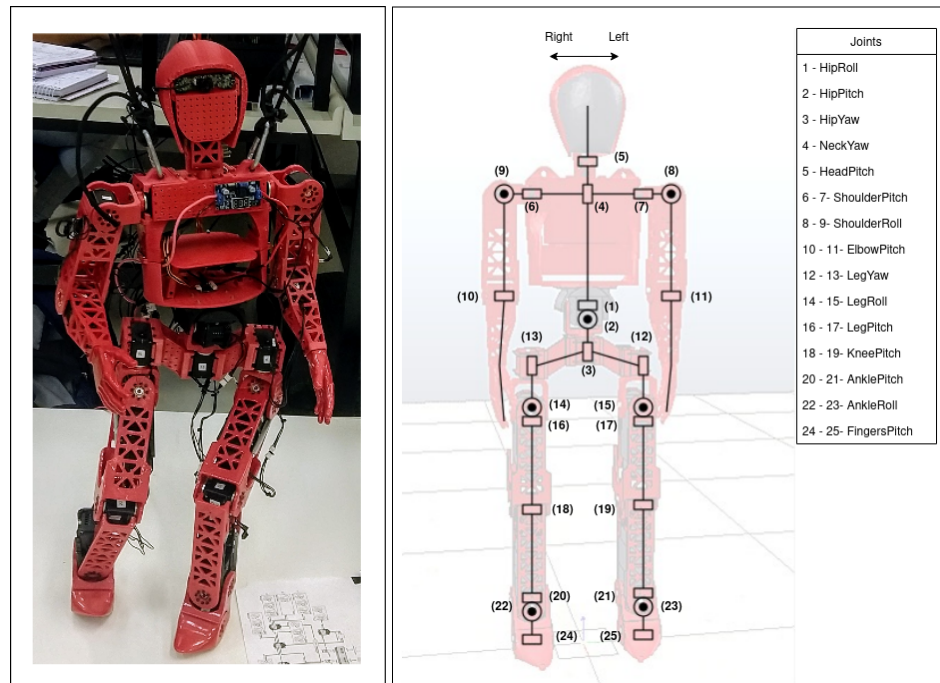 Right Left
Joints
1 - HipRoll
2 - HipPitch
3 - HipYaw
4 - NeckYaw
5 - HeadPitch
6 - 7- ShoulderPitch
8 - 9- ShoulderRoll
10 - 11- ElbowPitch
12 - 13- LegYaw
14 - 15- LegRoll
16 - 17- LegPitch
18 - 19- KneePitch
20 - 21- AnklePitch
22 - 23- AnkleRoll
24 - 25- FingersPitch
(5)
(9) (8)
(6) (4) (7)
(10) (11)
(1)
(2)
(13) (12)
(3)
(14) (15)
(16) (17)
(18) (19)
(20) (21)
(22) (23)
(24) (25)